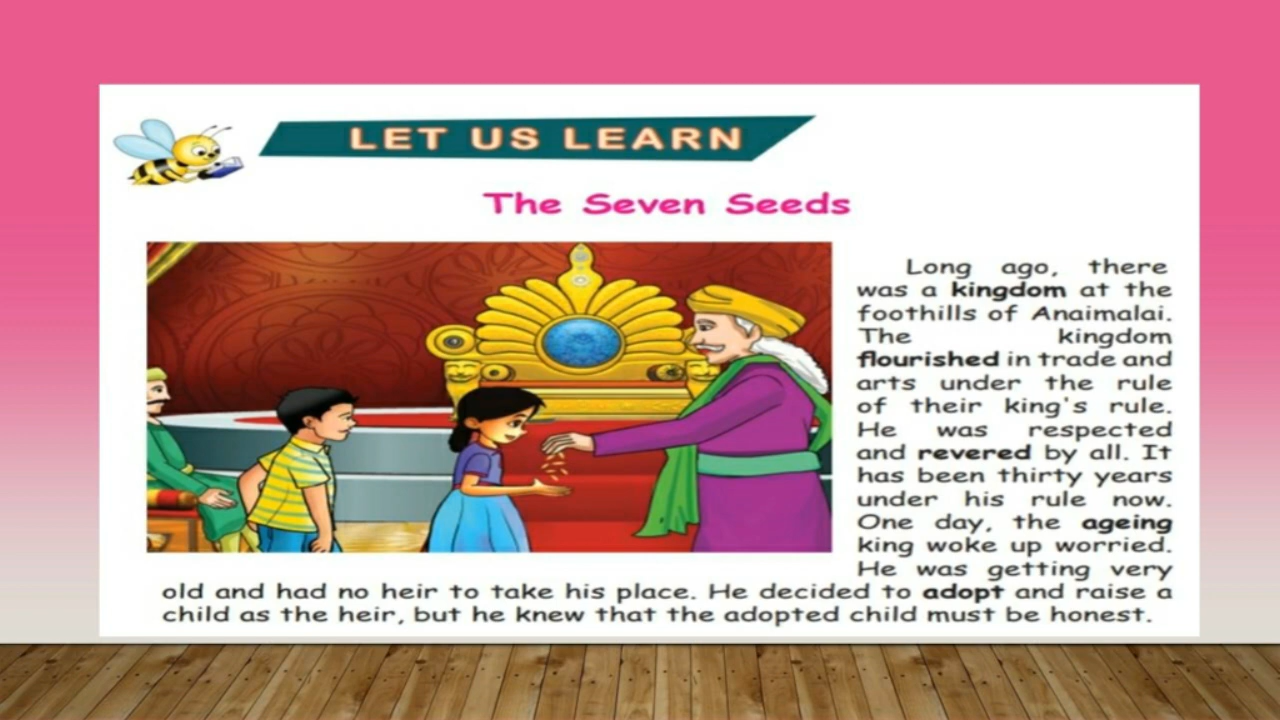 LET US LEARN
The Seven Seeds
Long ago, there
was a kingdom at the
foothills of Anaimalai.
The kingdom
flourished in trade and
arts under the rule
of their king's rule.
He was respected
and revered by all. It
has been thirty years
under his rule now.
One day, the ageing
king woke up worried.
He was getting very
old and had no heir to take his place. He decided to adopt and raise a
child as the heir, but he knew that the adopted child must be honest.